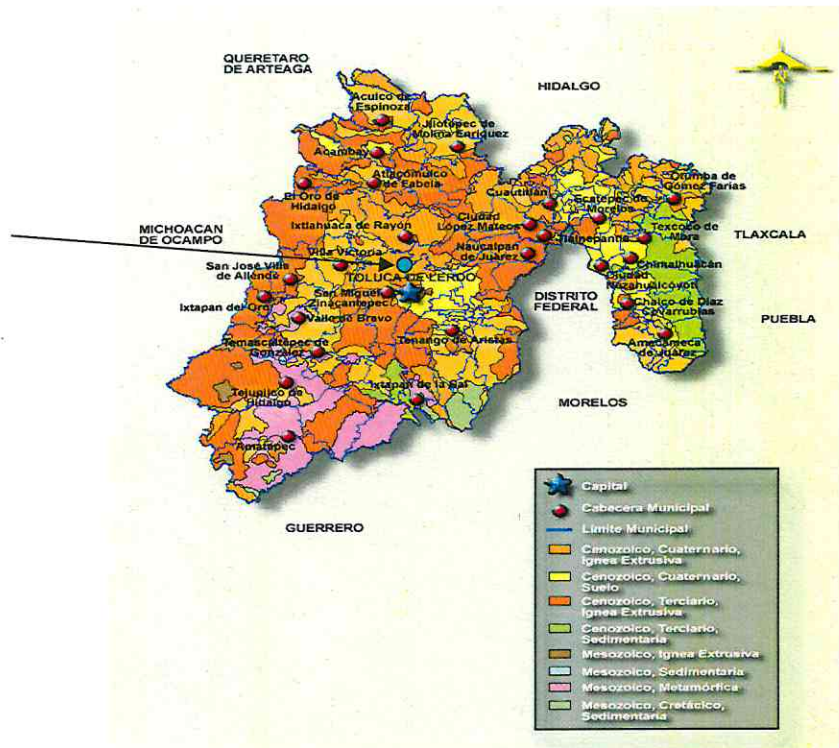 QUERETARO
DE ARTEAGA
HIDALGO
Aculco de
Espinoza
Jilotepec de
Molina Enriquez
Acambay
Atlacomulco
de Fabela
El Oro de
Hidalgo
Cuautitlán
Ecatepec de
Morelos
Otumba de
Gómez Farías
Ciudad
López Mateos
Ixtlahuaca de Rayón
Tlalnepantla
Texcoco de
Mora
TLAXCALA
MICHOACAN
DE OCAMPO
Naucalpan
de Juárez
Villa Victoria
Chimalhuacán
San José Villa
de Allende
TOLUCA DE LERDO
Ciudad
Nezahualcóyotl
San Miguel
Zinacantepec
DISTRITO
FEDERAL
Ixtapan del Oro
Chalco de Díaz
Covarrubias
PUEBLA
Valle de Bravo
Tenango de Aristas
Amecameca
de Juáraz
Temascaltepec de
González
Ixtapan de la Sal
MORELOS
Tejupilco de
Hidalgo
Amatepec
GUERRERO
Capital
Cabecera Municipal
Límite Municipal
Cenozoico, Cuaternario,
Ignea Extrusiva
Cenozoico, Cuaternario,
Suelo
Cenozoico, Terciario,
Ignea Extrusiva
Cenozoico, Terciario,
Sedimentaria
Mesozoico, Ignea Extrusiva
Mesozoico, Sedimentaria
Mesozoico, Metamórfica
Mesozoico, Cretácico,
Sedimentaria